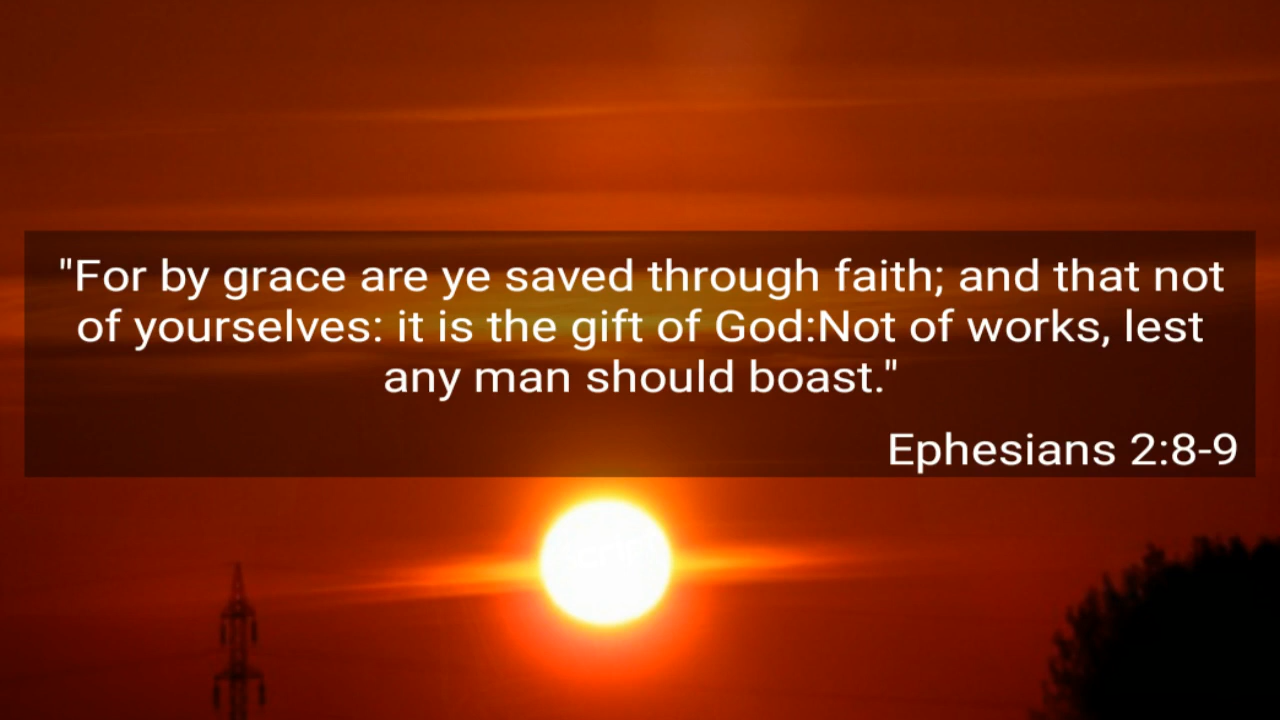 "For by grace are ye saved through faith; and that not
of yourselves: it is the gift of God:Not of works, lest
any man should boast."
Ephesians 2:8-9